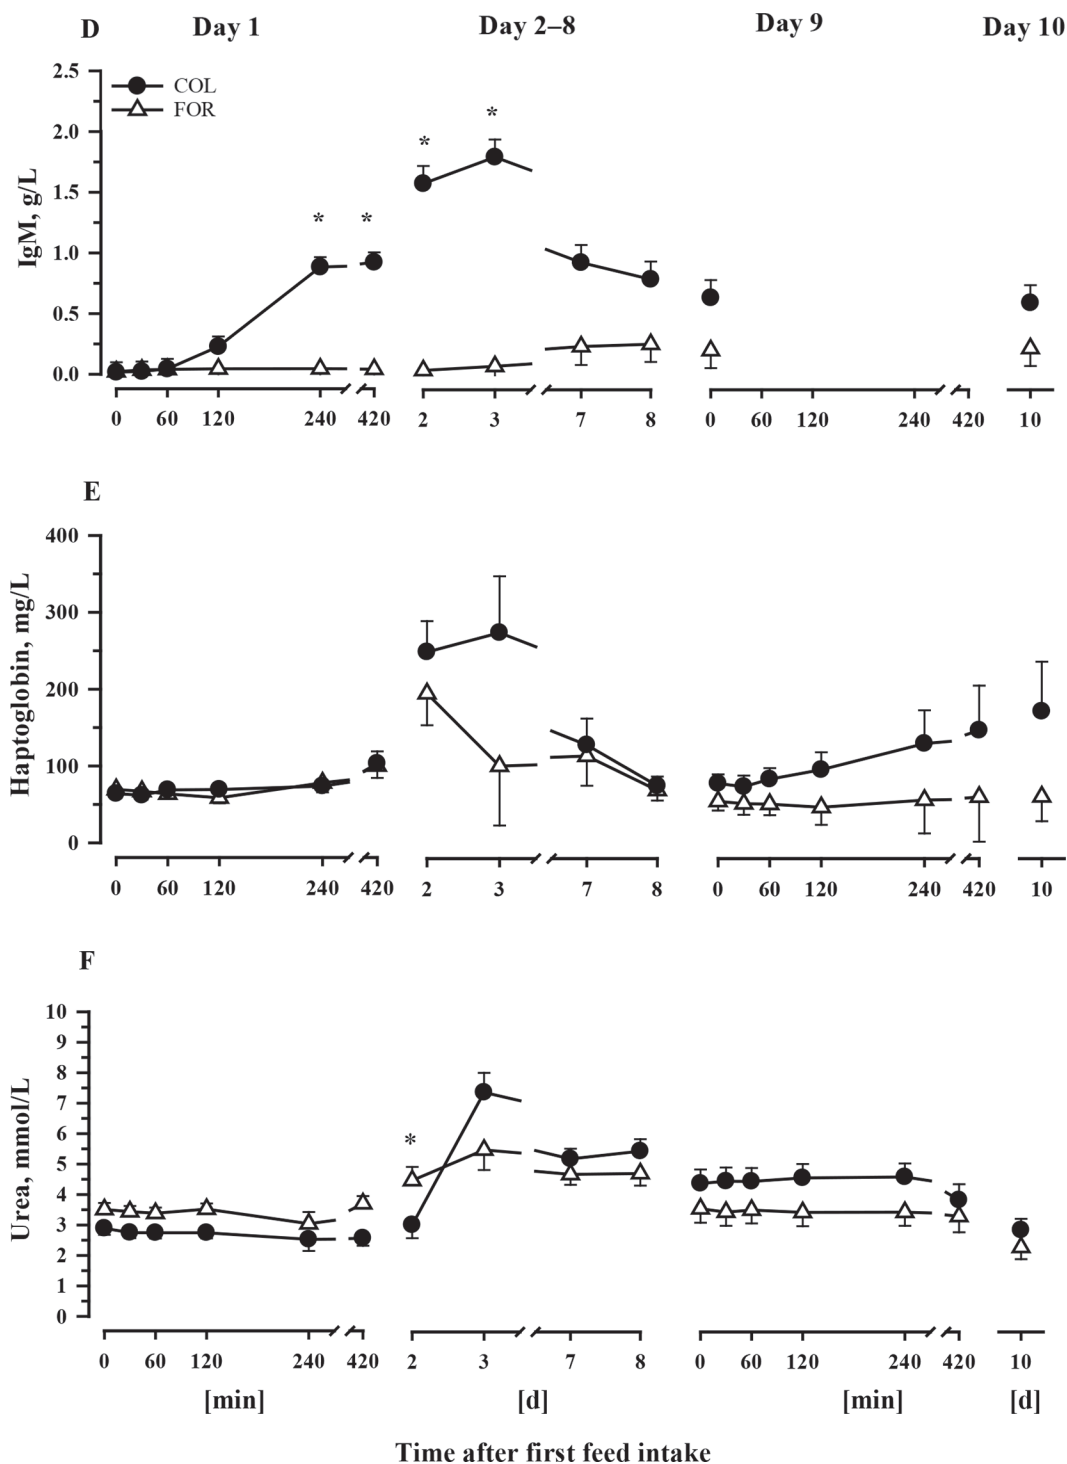 D Day 1 Day 2–8 Day 9 Day 10
COL
FOR
IgM, g/L
2.5
2.0
1.5
1.0
0.5
0.0
* * * *
0 60 120 240 420 2 3 7 8 0 60 120 240 420 10
E
Haptoglobin, mg/L
400
300
200
100
0
0 60 120 240 420 2 3 7 8 0 60 120 240 420 10
F
Urea, mmol/L
10
9
8
7
6
5
4
3
2
1
0
*
0 60 120 240 420 2 3 7 8 0 60 120 240 420 10
[min] [d] [min] [d]
Time after first feed intake